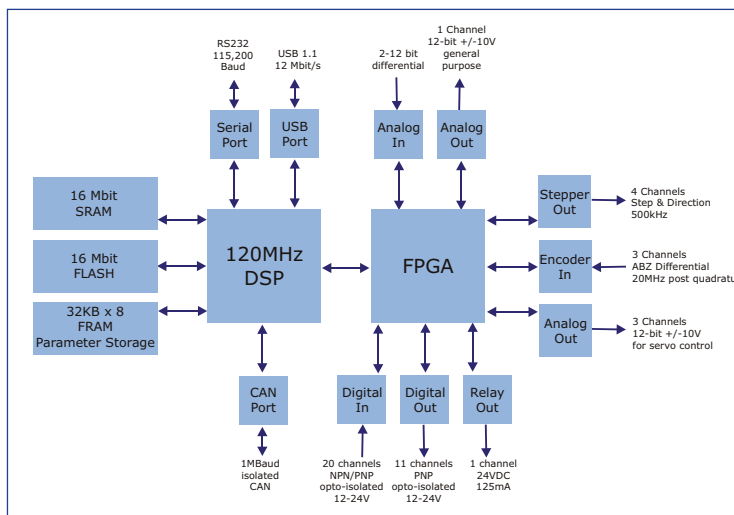 RS232
115,200
Baud
USB 1.1
12 Mbit/s
2-12 bit
differential
1 Channel
12-bit +/-10V
general
purpose
Serial
Port
USB
Port
Analog
In
Analog
Out
16 Mbit
SRAM
16 Mbit
FLASH
32KB x 8
FRAM
Parameter Storage
120MHz
DSP
FPGA
Stepper
Out
4 Channels
Step & Direction
500kHz
Encoder
In
3 Channels
ABZ Differential
20MHz post quadratu
Analog
Out
3 Channels
12-bit +/-10V
for servo control
CAN
Port
Digital
In
Digital
Out
Relay
Out
1MBaud
isolated
CAN
20 channels
NPN/PNP
opto-isolated
12-24V
11 channels
PNP
opto-isolated
12-24V
1 channel
24VDC
125mA